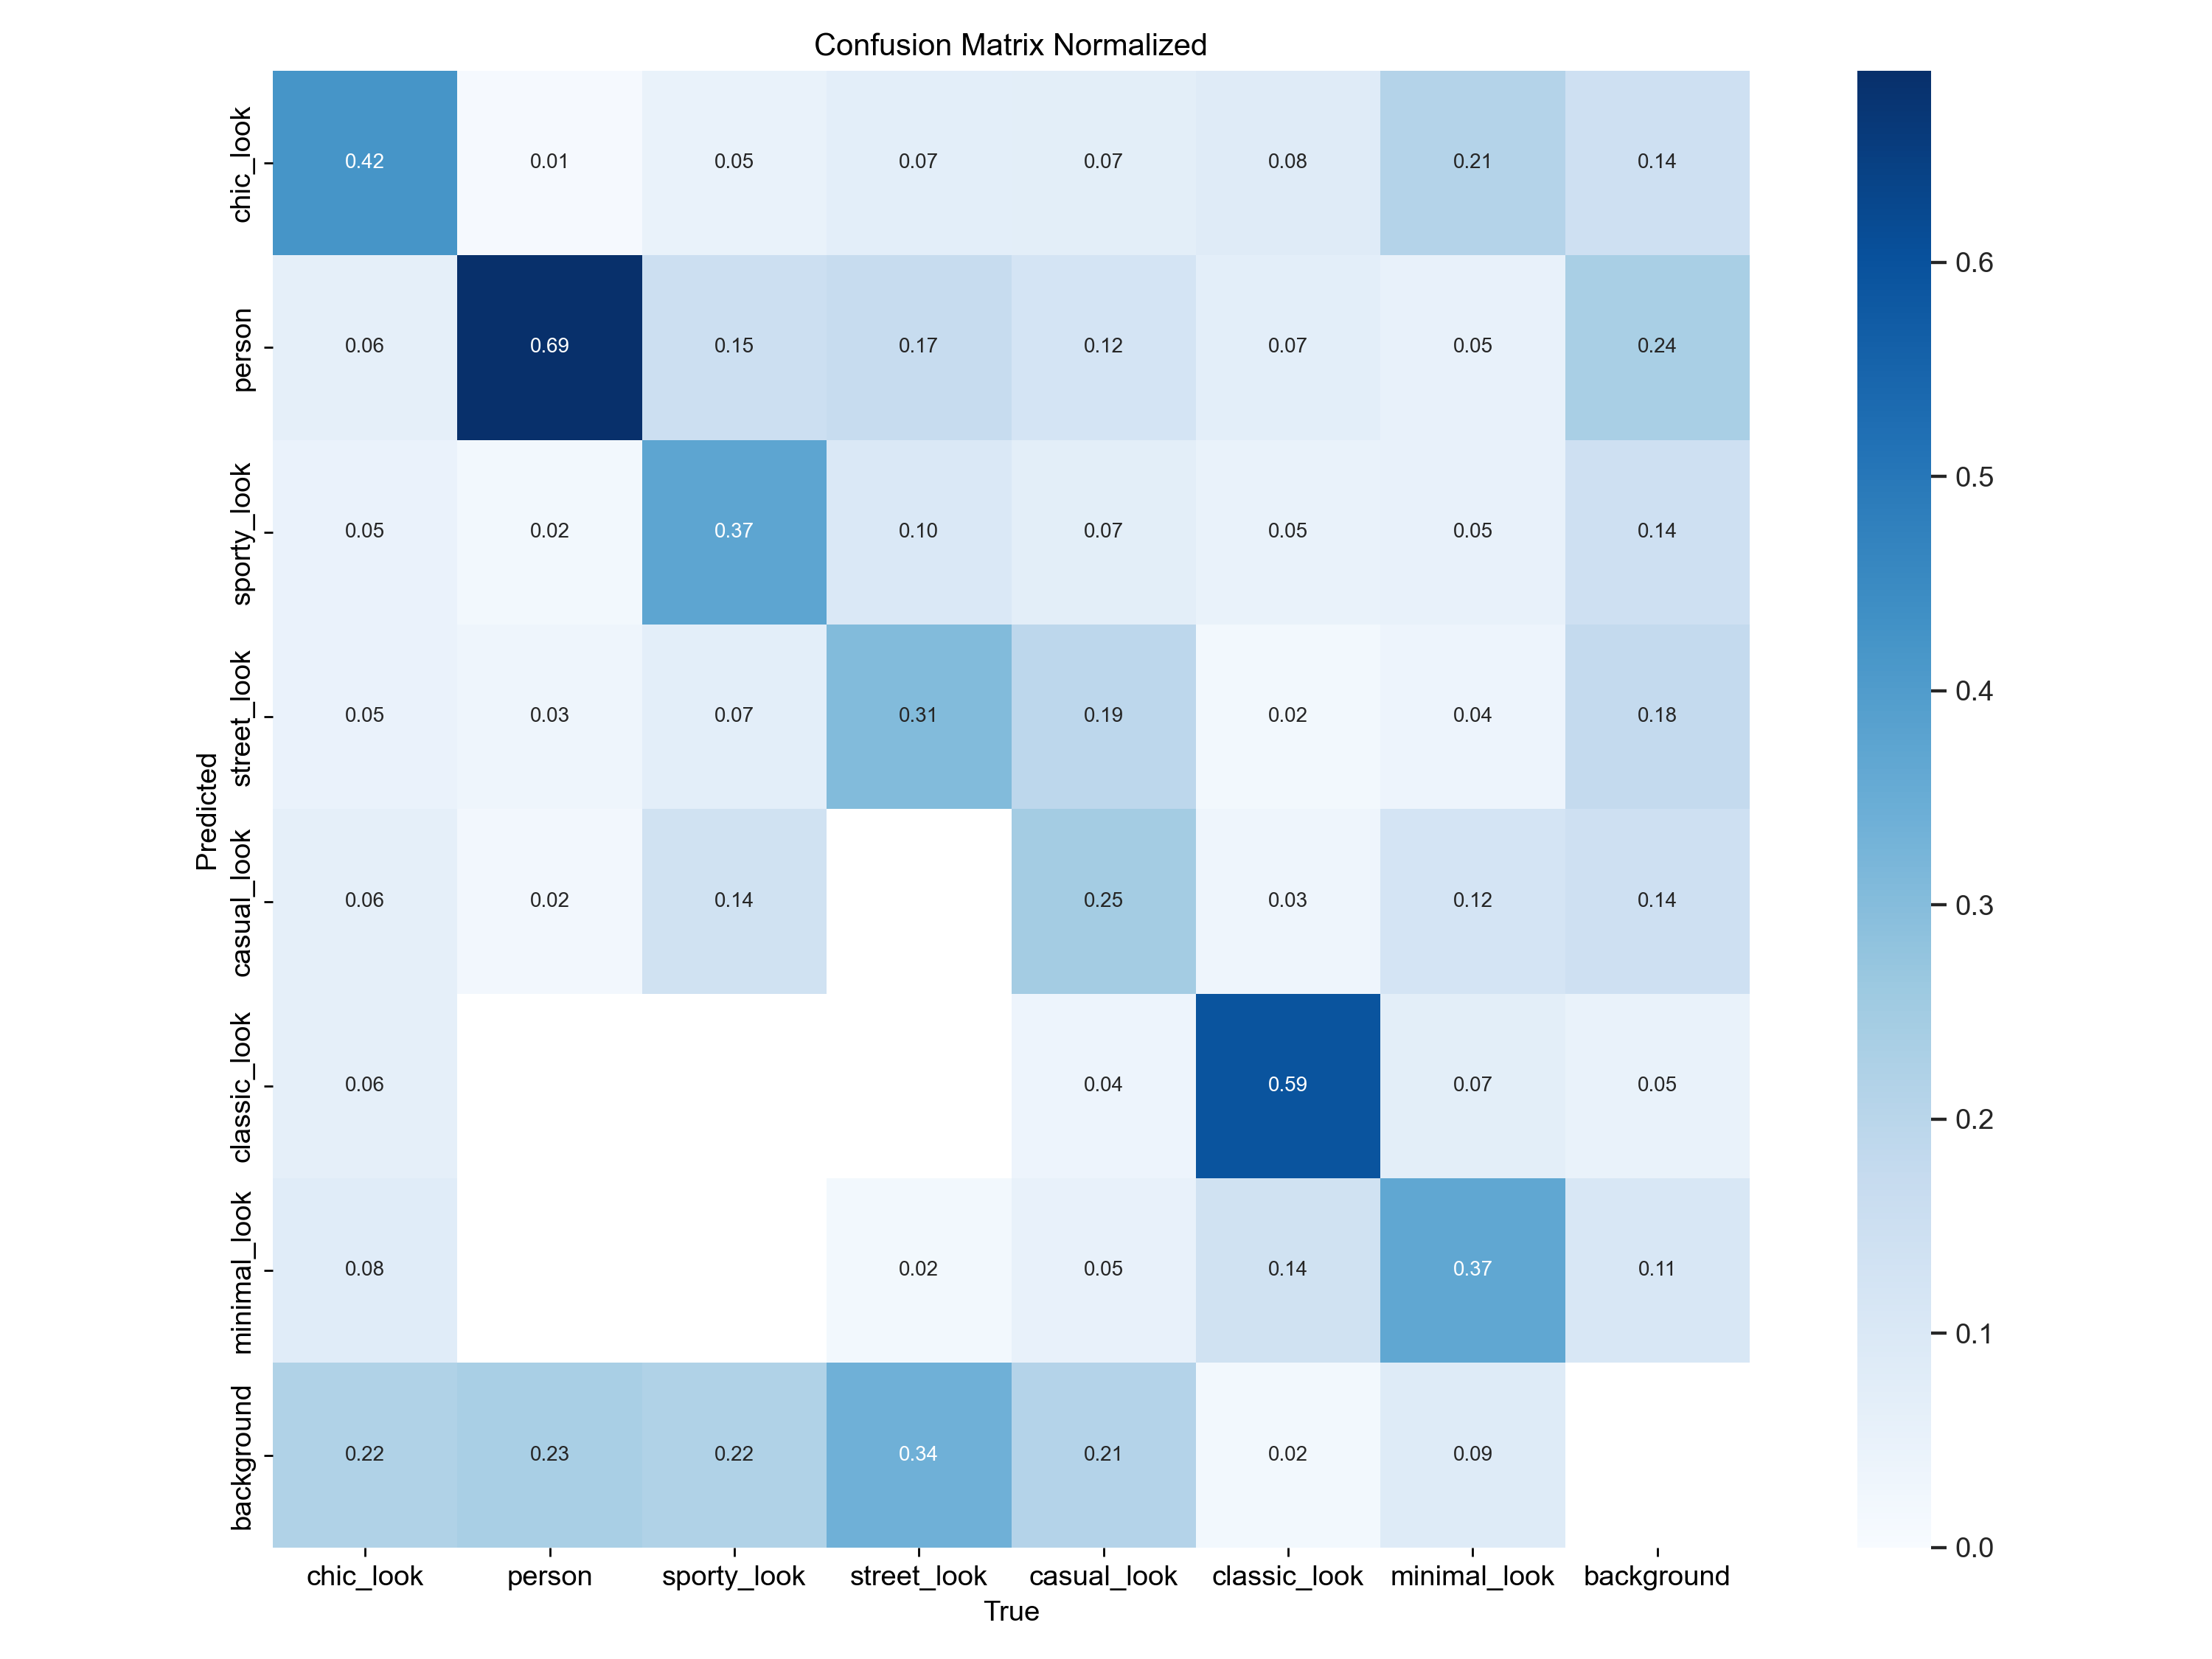 Confusion Matrix Normalized
chic_look 0.42 0.01 0.05 0.07 0.07 0.08 0.21 0.14
person 0.06 0.69 0.15 0.17 0.12 0.07 0.05 0.24
sporty_look 0.05 0.02 0.37 0.10 0.07 0.05 0.05 0.14
street_look 0.05 0.03 0.07 0.31 0.19 0.02 0.04 0.18
Predicted
casual_look 0.06 0.02 0.14 0.25 0.03 0.12 0.14
classic_look 0.06 0.04 0.59 0.07 0.05
minimal_look 0.08 0.02 0.05 0.14 0.37 0.11
background 0.22 0.23 0.22 0.34 0.21 0.02 0.09
chic_look person sporty_look street_look casual_look classic_look minimal_look background
True
0.6
0.5
0.4
0.3
0.2
0.1
0.0